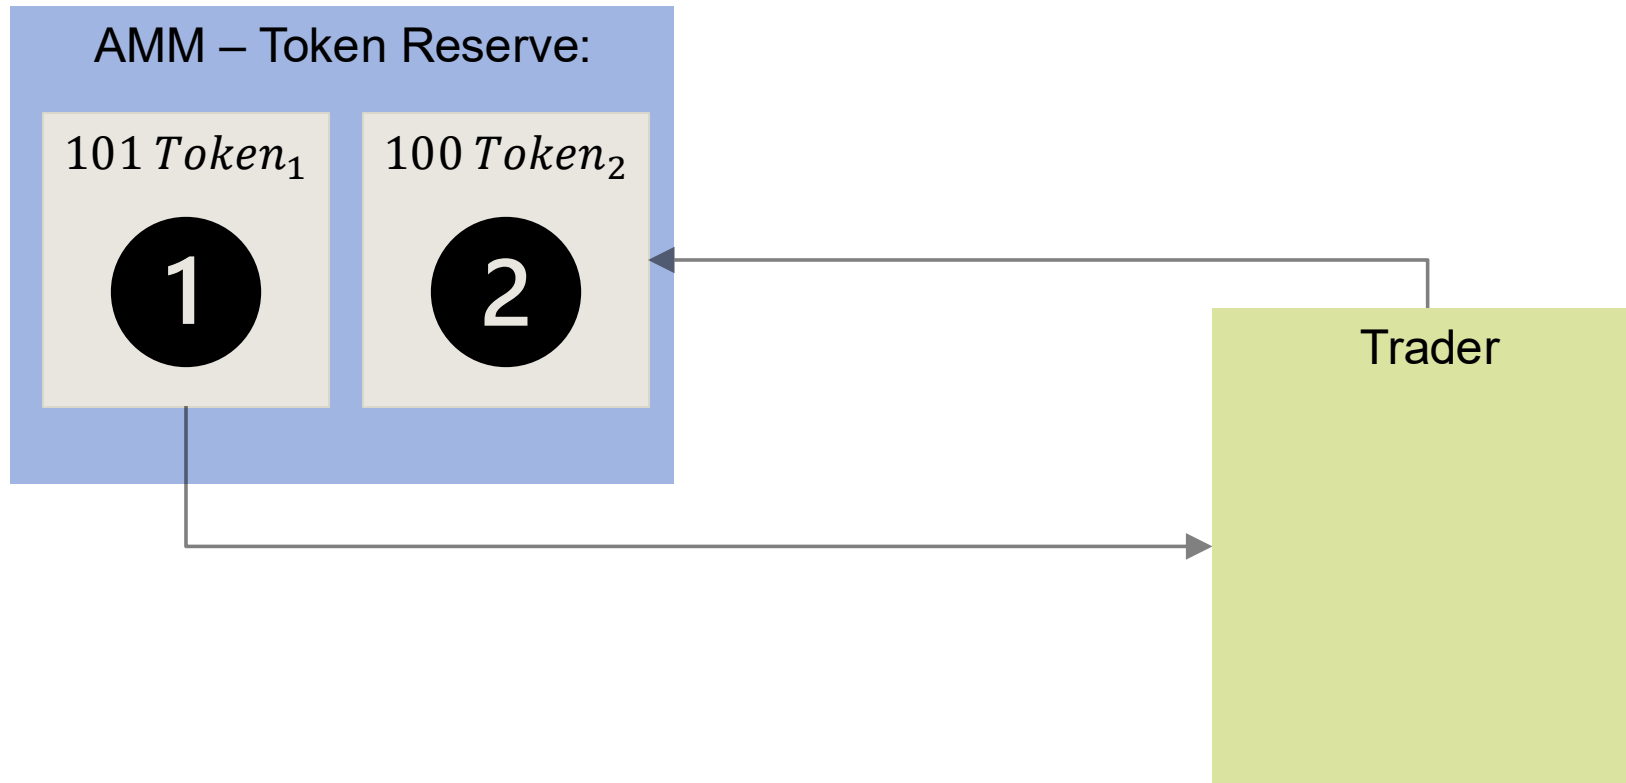 AMM – Token Reserve:
101 Token₁
100 Token₂
1
2
Trader